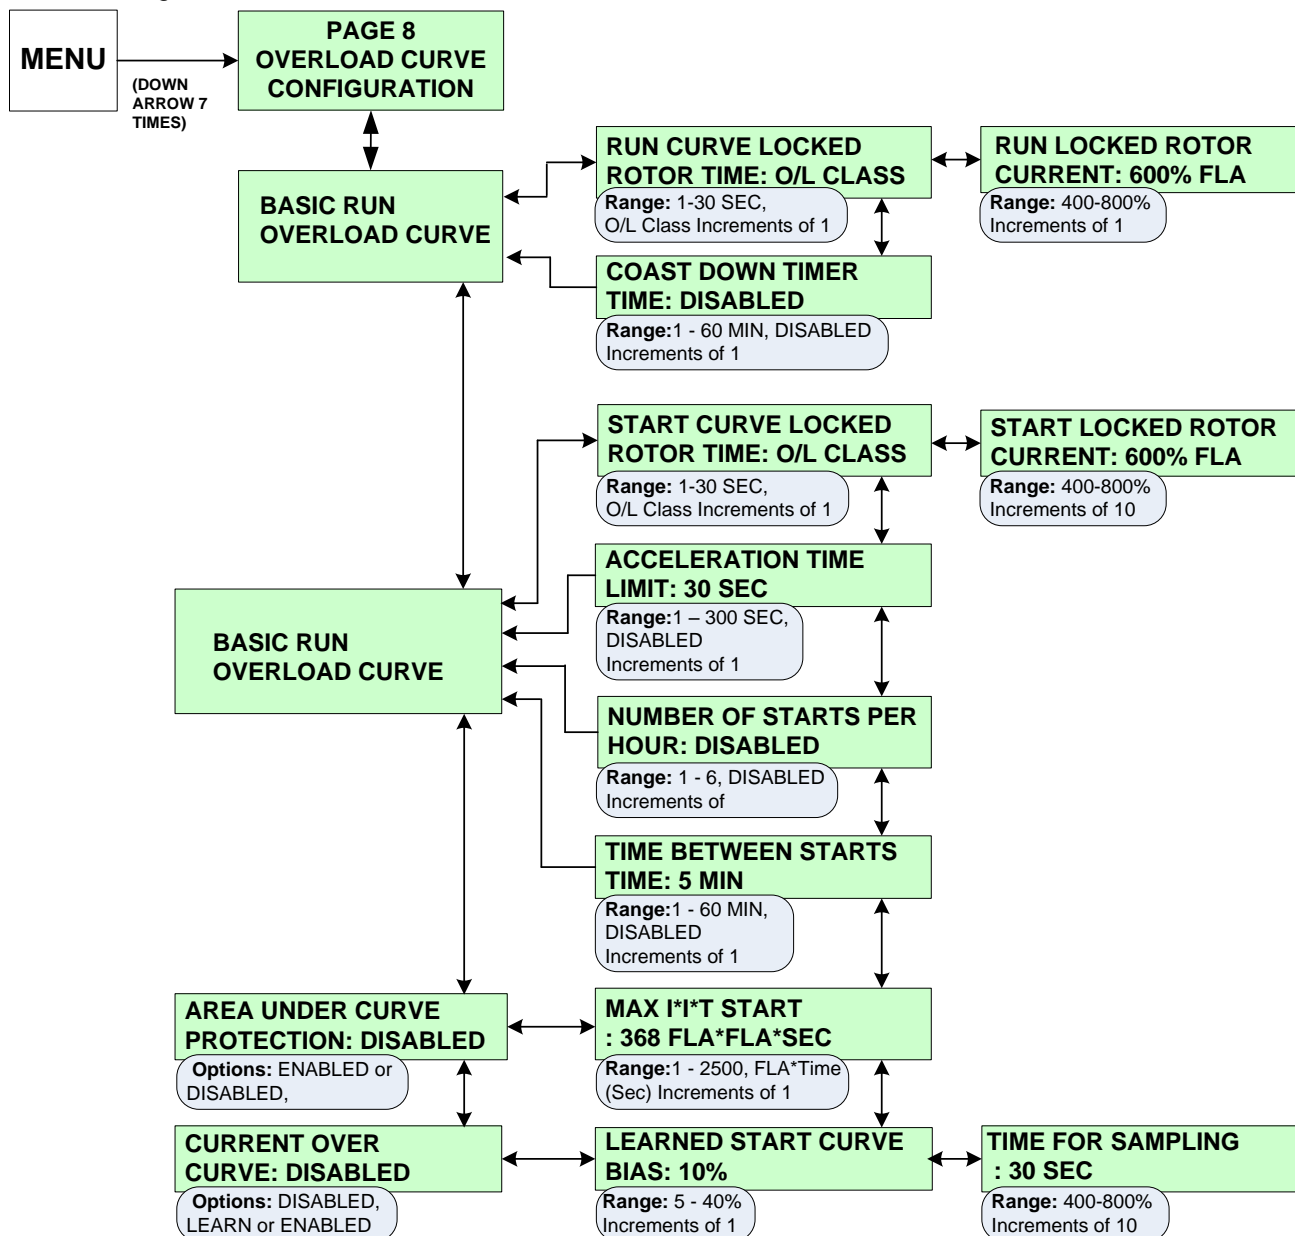 MENU
(DOWN
ARROW 7
TIMES)
PAGE 8
OVERLOAD CURVE
CONFIGURATION
BASIC RUN
OVERLOAD CURVE
RUN CURVE LOCKED
ROTOR TIME: O/L CLASS
Range: 1-30 SEC,
O/L Class Increments of 1
RUN LOCKED ROTOR
CURRENT: 600% FLA
Range: 400-800%
Increments of 1
COAST DOWN TIMER
TIME: DISABLED
Range:1 - 60 MIN, DISABLED
Increments of 1
START CURVE LOCKED
ROTOR TIME: O/L CLASS
Range: 1-30 SEC,
O/L Class Increments of 1
START LOCKED ROTOR
CURRENT: 600% FLA
Range: 400-800%
Increments of 10
BASIC RUN
OVERLOAD CURVE
ACCELERATION TIME
LIMIT: 30 SEC
Range:1 – 300 SEC,
DISABLED
Increments of 1
NUMBER OF STARTS PER
HOUR: DISABLED
Range: 1 - 6, DISABLED
Increments of
TIME BETWEEN STARTS
TIME: 5 MIN
Range:1 - 60 MIN,
DISABLED
Increments of 1
AREA UNDER CURVE
PROTECTION: DISABLED
Options: ENABLED or
DISABLED,
MAX I*I*T START
: 368 FLA*FLA*SEC
Range:1 - 2500, FLA*Time
(Sec) Increments of 1
CURRENT OVER
CURVE: DISABLED
Options: DISABLED,
LEARN or ENABLED
LEARNED START CURVE
BIAS: 10%
Range: 5 - 40%
Increments of 1
TIME FOR SAMPLING
: 30 SEC
Range: 400-800%
Increments of 10